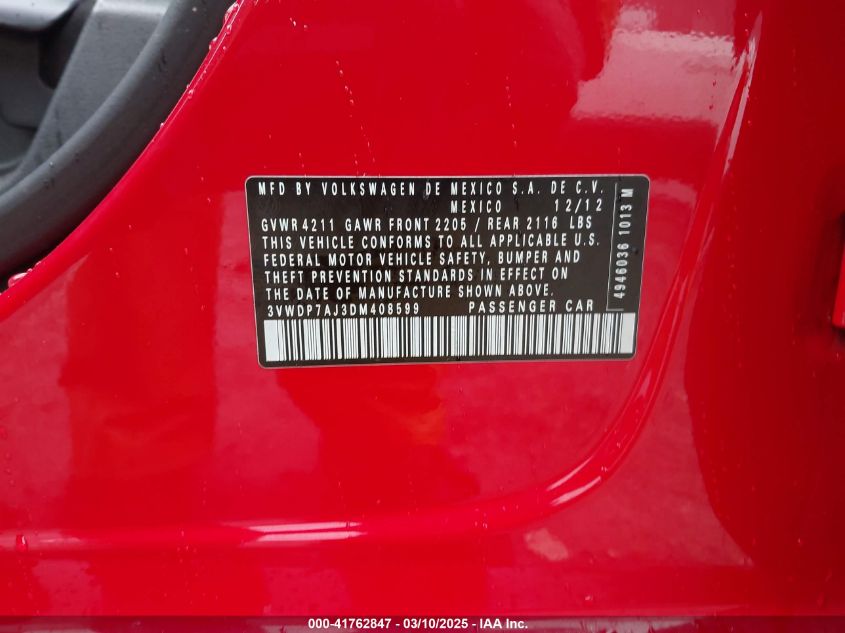 MFD BY VOLKSWAGEN DE MEXICO S.A. DE C.V.
MEXICO 12/12
GVWR 4211 GAWR FRONT 2205 / REAR 2116 LBS
THIS VEHICLE CONFORMS TO ALL APPLICABLE U.S.
FEDERAL MOTOR VEHICLE SAFETY, BUMPER AND
THEFT PREVENTION STANDARDS IN EFFECT ON
THE DATE OF MANUFACTURE SHOWN ABOVE.
3VWDP7AJ3DM408599 PASSENGER CAR
4946036 1013 M
000-41762847 — 03/10/2025 — IAA Inc.